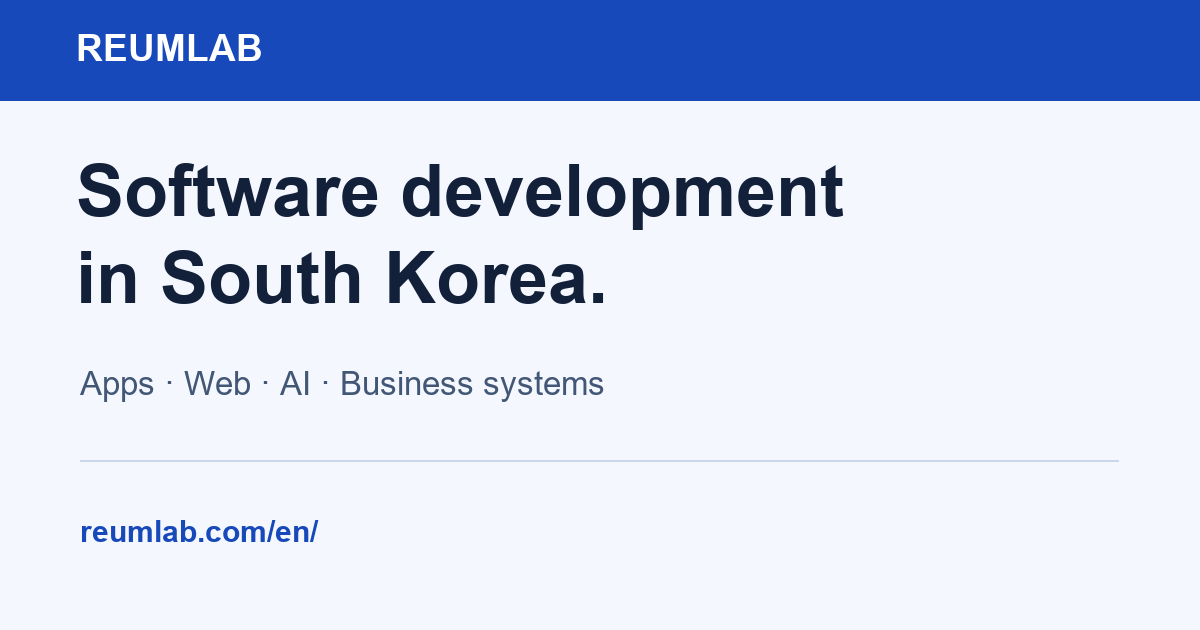 REUMLAB
Software development
in South Korea.
Apps · Web · AI · Business systems
reumlab.com/en/